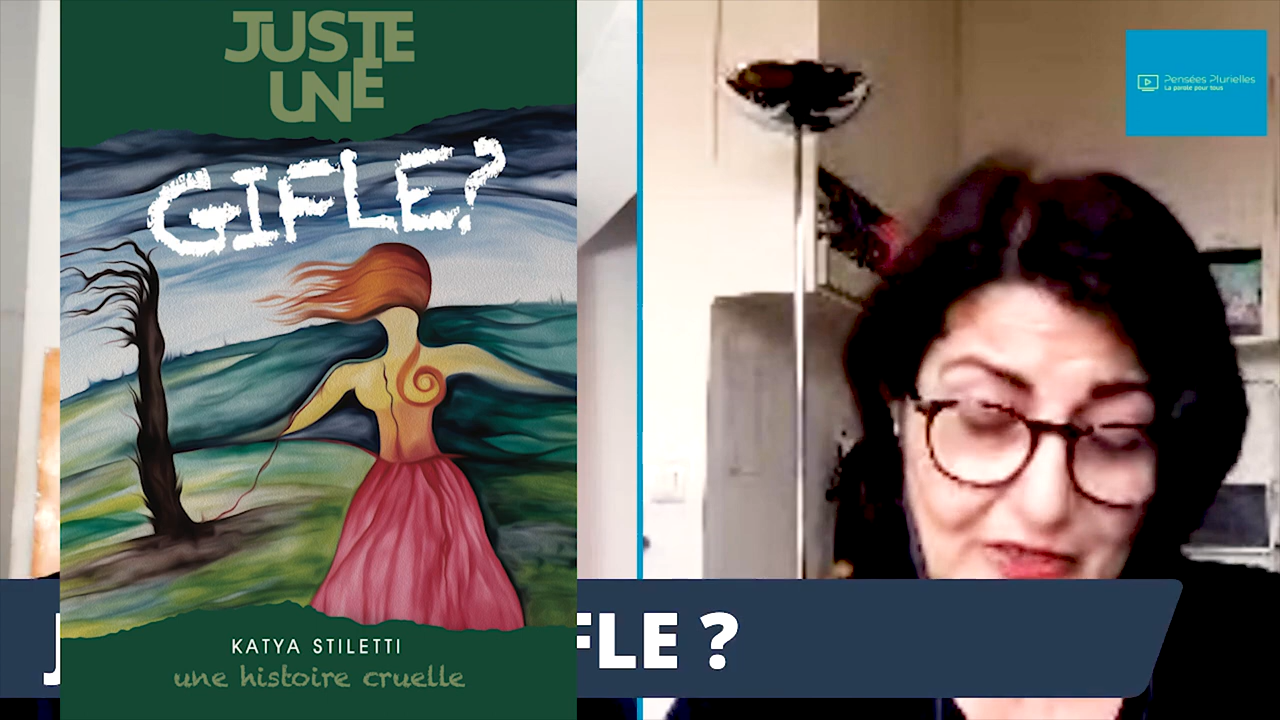 JUSTE
UNE
GIFLE?
KATYA STILETTI
une histoire cruelle
J
FLE ?
Pensées Plurielles
La parole pour tous